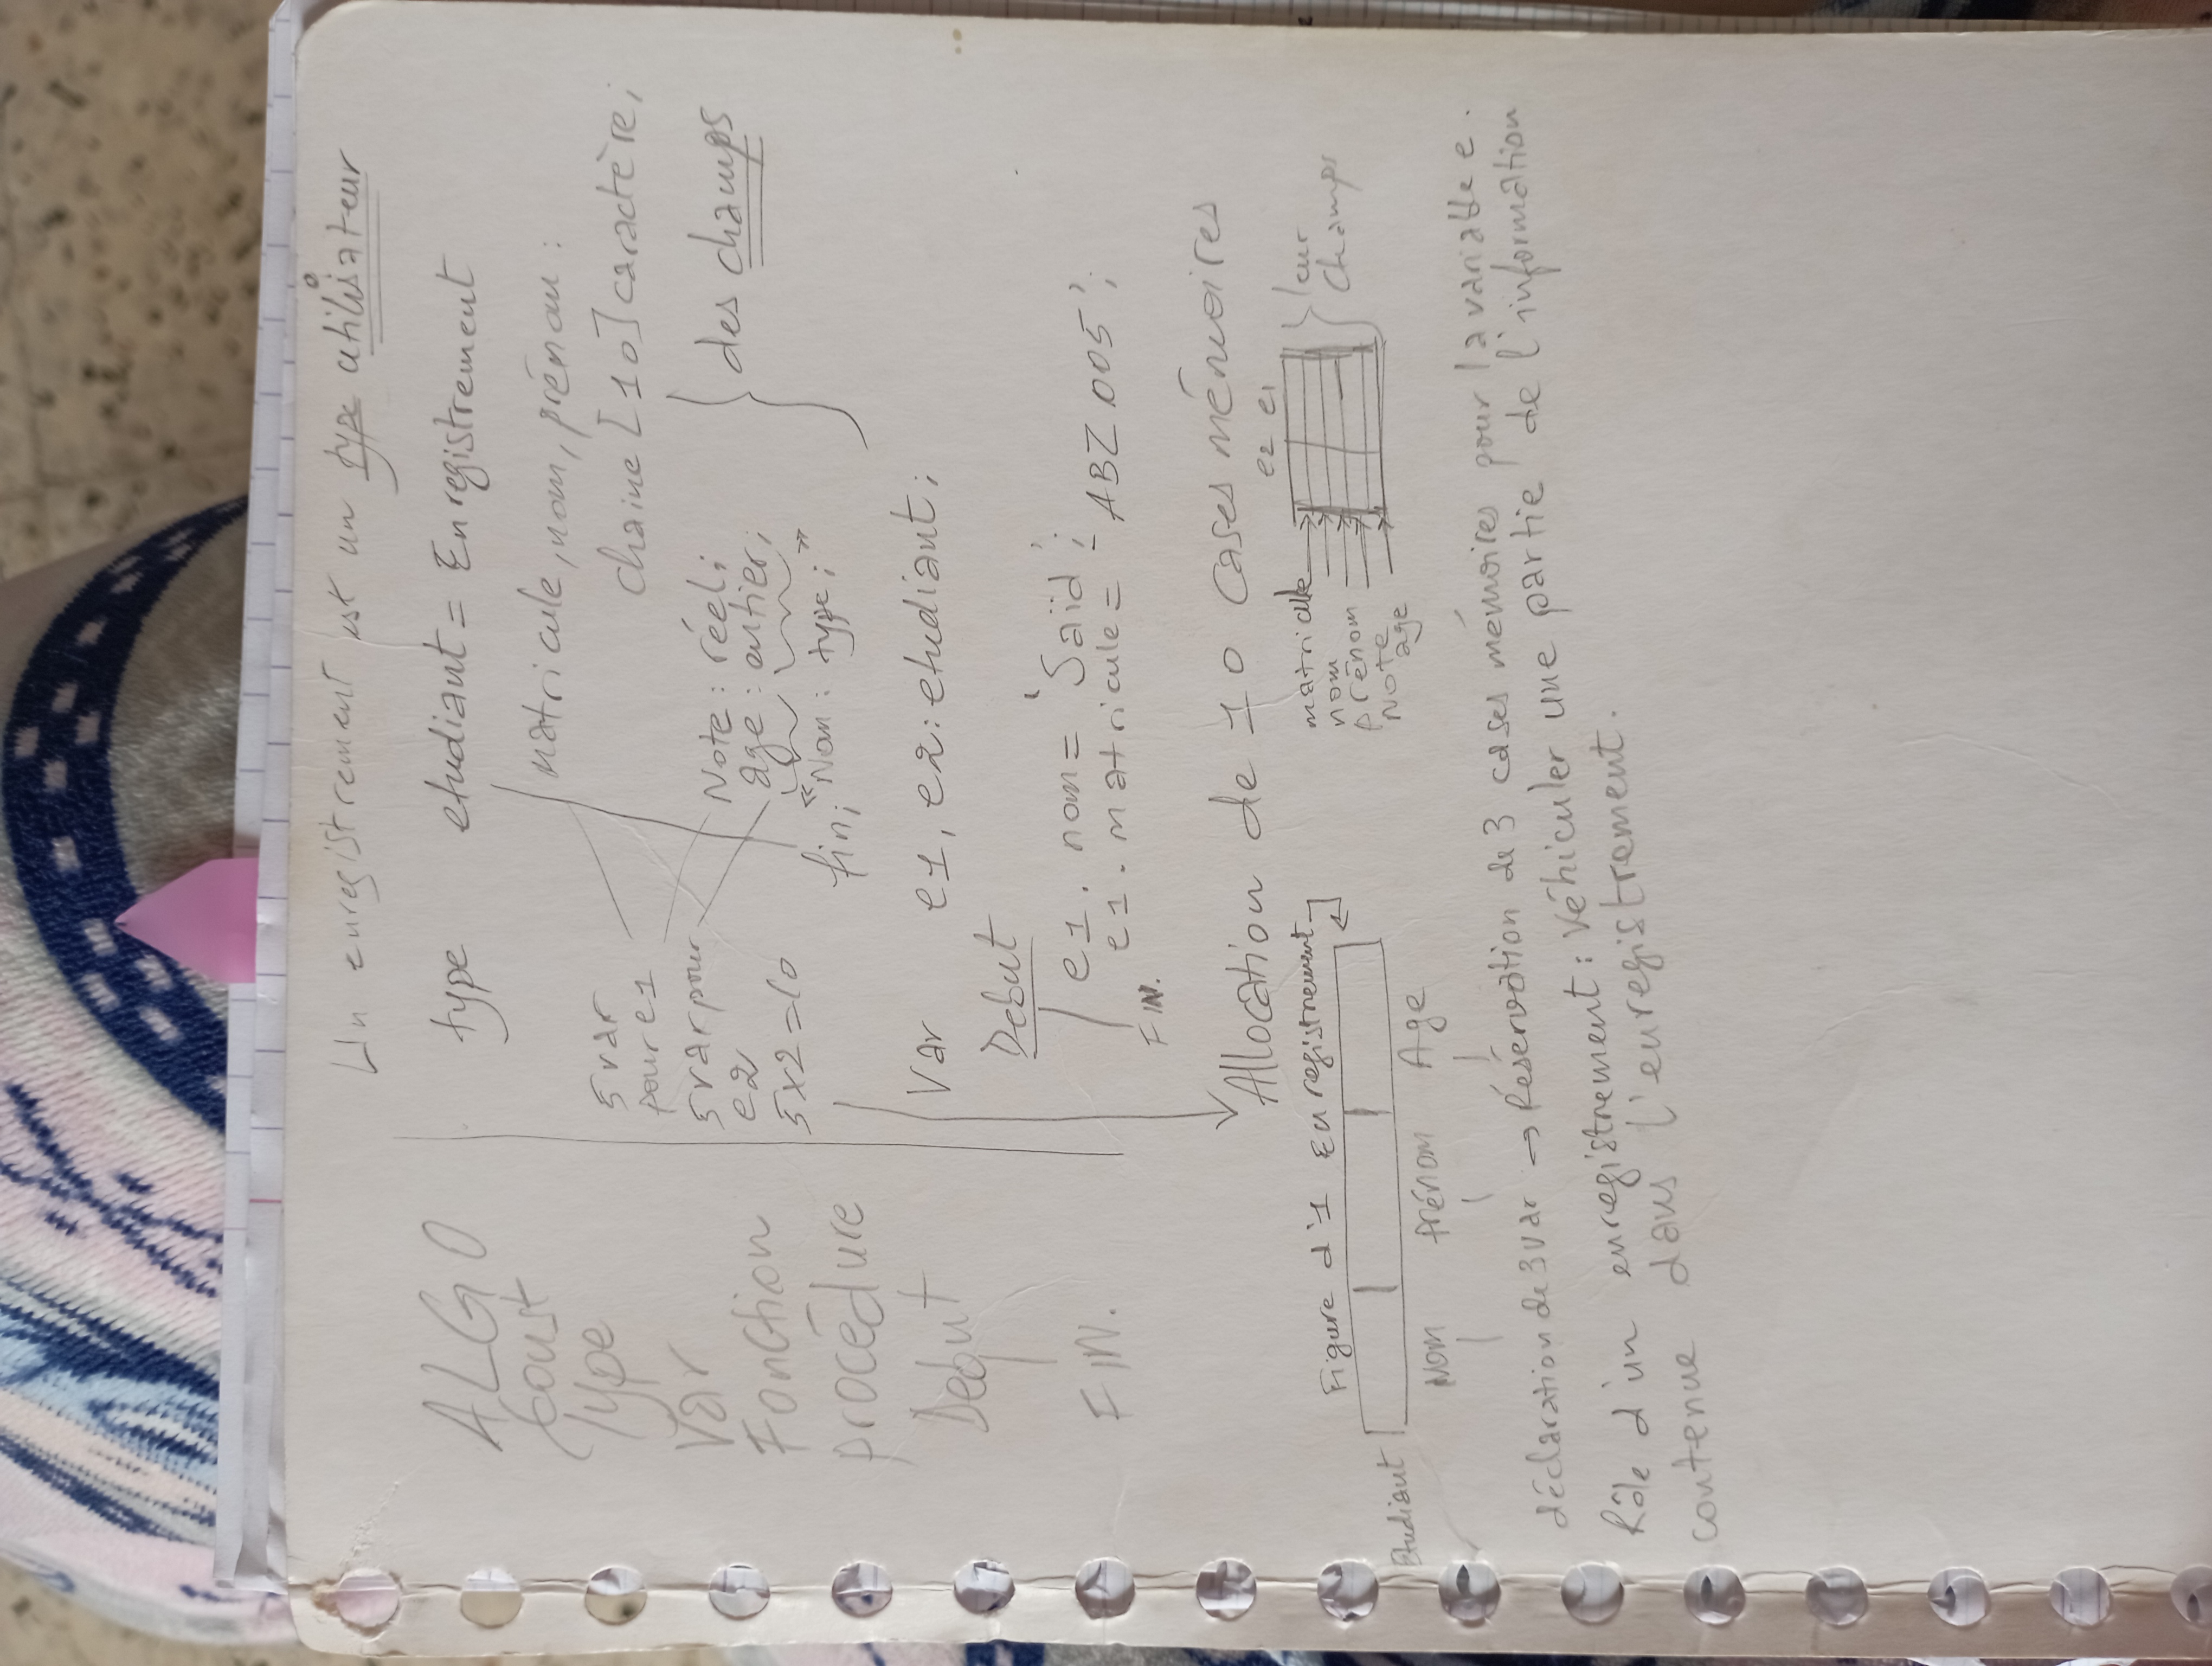 Un enregistrement est un type utilisateur
ALGO
Const
Type
Var
Fonction
procédure
Debut
FIN.
type etudiant = Enregistrement
matricule, nom, prénom :
chaine [10] caractère;
5 var
pour e1
5 var pour
e2
5x2=10
Note : réel;
age : entier;
fin; "Nom : type;"
des champs
Var e1, e2 : etudiant;
Debut
e1. nom = 'Saïd';
e1. matricule = 'ABZ005';
FIN.
Allocation de 10 cases mémoires
Figure d'1 Enregistrement
Etudiant
Nom Prénom Age
e2 e1
matricule
nom
prénom
Note
age
leur
champs
déclaration de 3 var → Résérvation de 3 cases mémoires pour la variable e.
Rôle d'un enregistrement : Véhiculer une partie de l'information
contenue dans l'enregistrement.